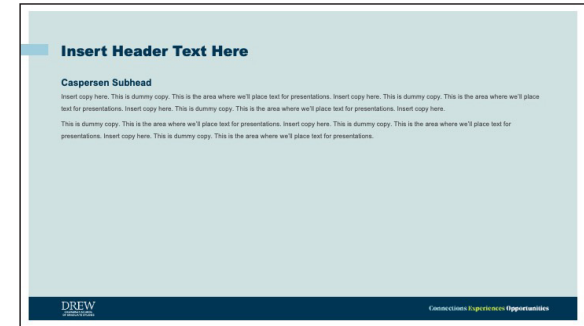 Insert Header Text Here
Caspersen Subhead
Insert copy here. This is dummy copy. This is the area where we'll place text for presentations. Insert copy here. This is dummy copy. This is the area where we'll place
text for presentations. Insert copy here. This is dummy copy. This is the area where we'll place text for presentations. Insert copy here.
This is dummy copy. This is the area where we'll place text for presentations. Insert copy here. This is dummy copy. This is the area where we'll place text for
presentations. Insert copy here. This is dummy copy. This is the area where we'll place text for presentations.
DREW
Connections Experiences Opportunities